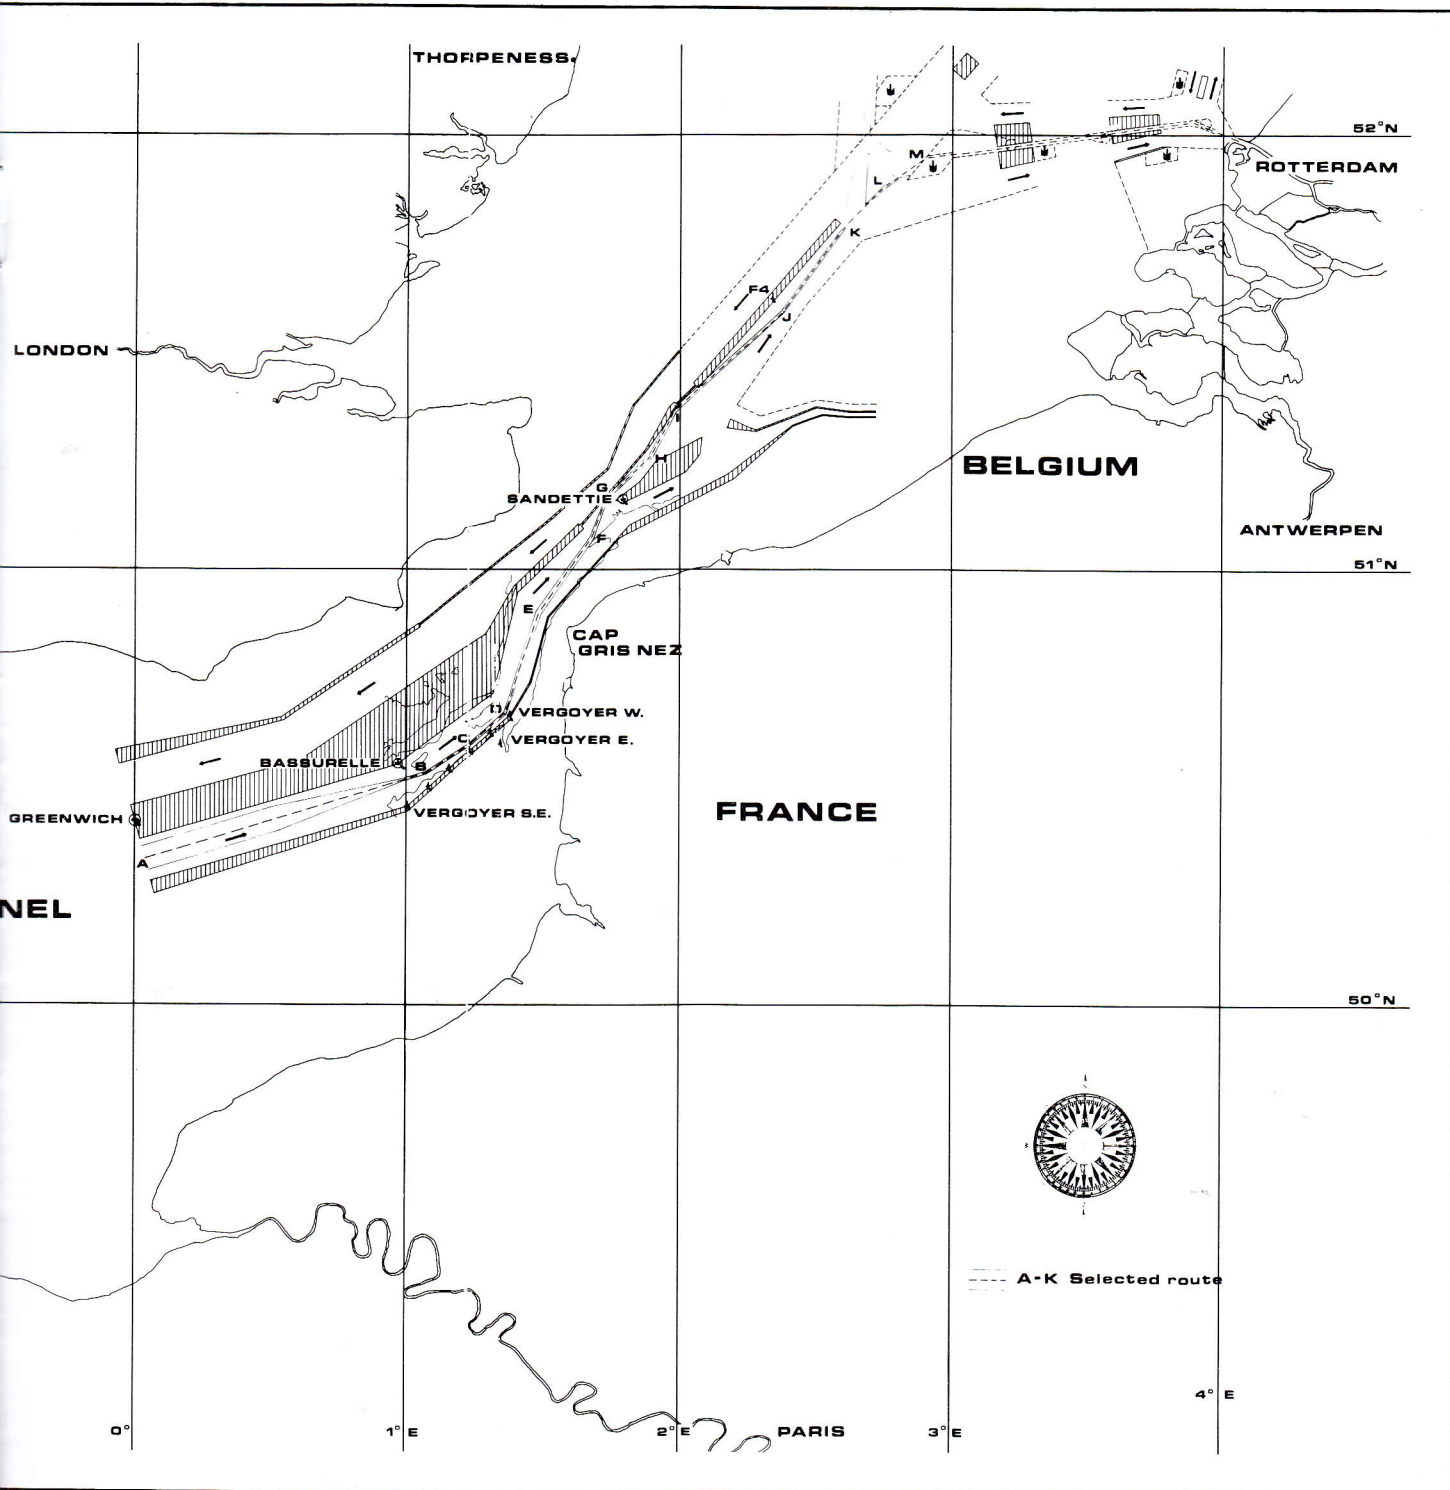 THORPENESS
52°N
M
ROTTERDAM
L
K
F4
J
LONDON
I
BELGIUM
H
G
SANDETTIE
ANTWERPEN
F
51°N
E
CAP
GRIS NEZ
D
VERGOYER W.
C
VERGOYER E.
BASSURELLE
B
FRANCE
GREENWICH
VERGOYER S.E.
A
NEL
50°N
A-K Selected route
4° E
0°
1° E
2° E
PARIS
3° E